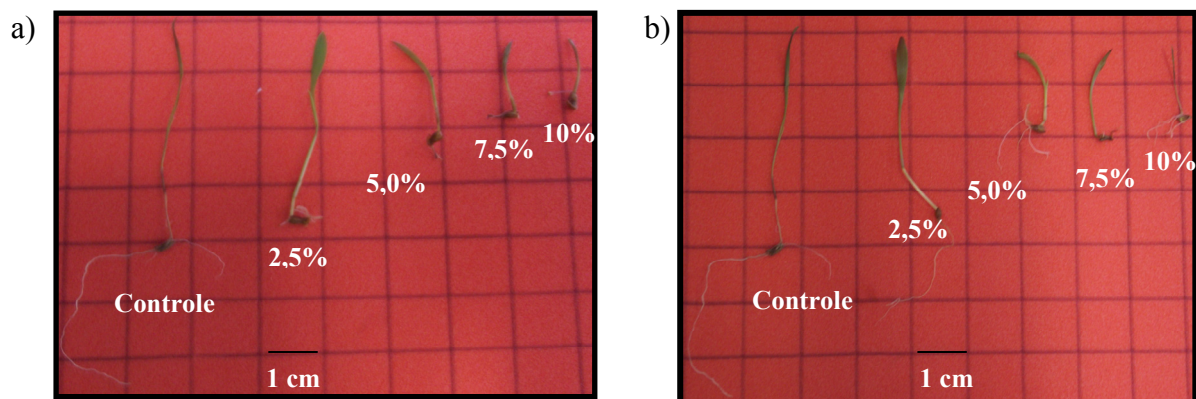 a)
Controle
2,5%
5,0%
7,5%
10%
1 cm
b)
Controle
2,5%
5,0%
7,5%
10%
1 cm